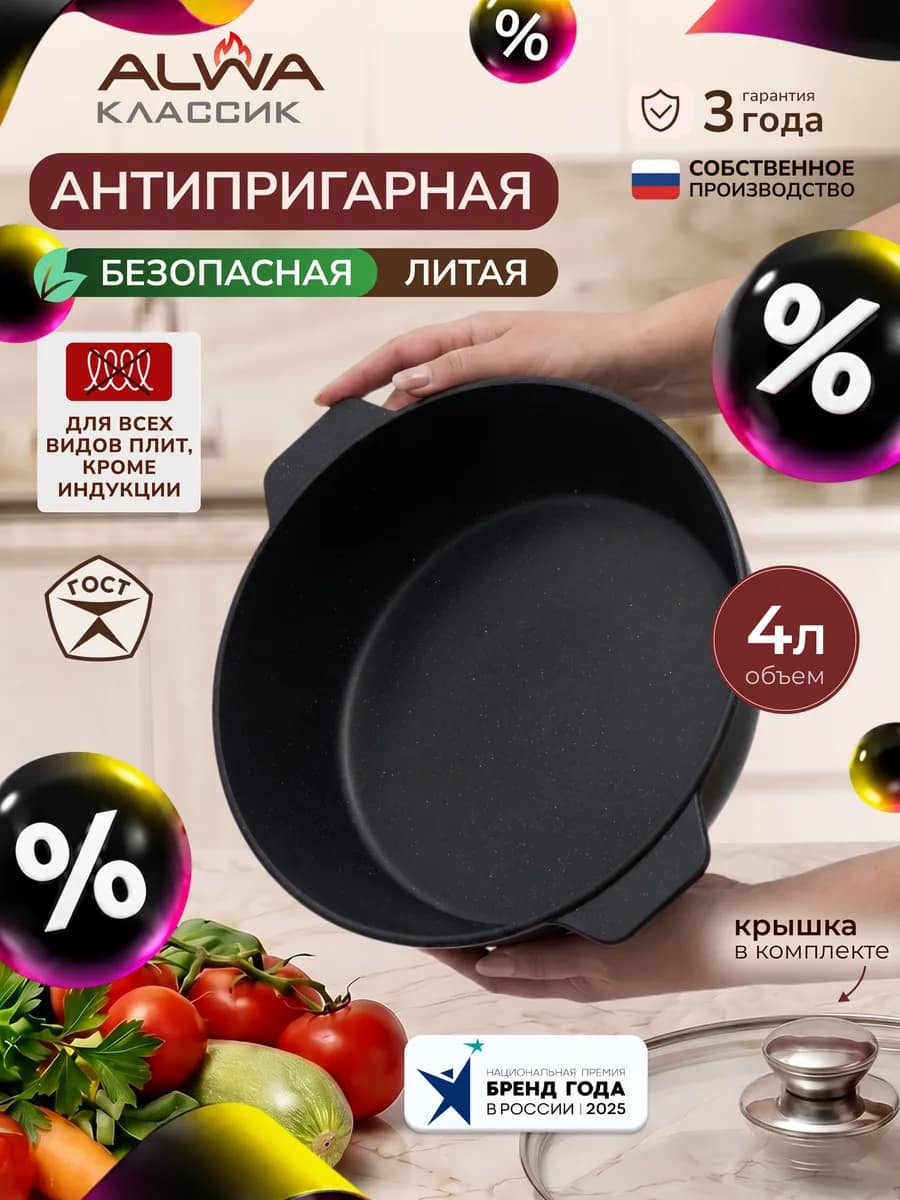 ALWA
КЛАССИК
%
3 гарантия
года
СОБСТВЕННОЕ
ПРОИЗВОДСТВО
АНТИПРИГАРНАЯ
БЕЗОПАСНАЯ ЛИТАЯ
%
ДЛЯ ВСЕХ
ВИДОВ ПЛИТ,
КРОМЕ
ИНДУКЦИИ
ГОСТ
4л
объем
%
крышка
в комплекте
НАЦИОНАЛЬНАЯ ПРЕМИЯ
БРЕНД ГОДА
В РОССИИ | 2025